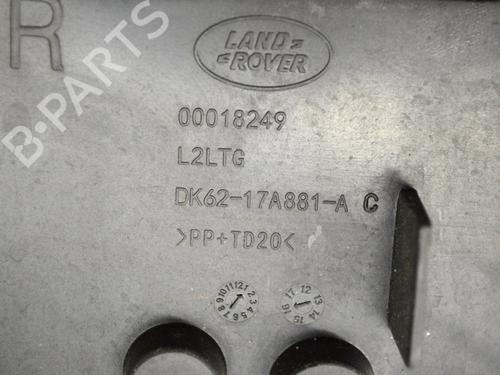 R
LAND
ROVER
00018249
L2LTG
DK62-17A881-A C
>PP+TD20<
B-PARTS